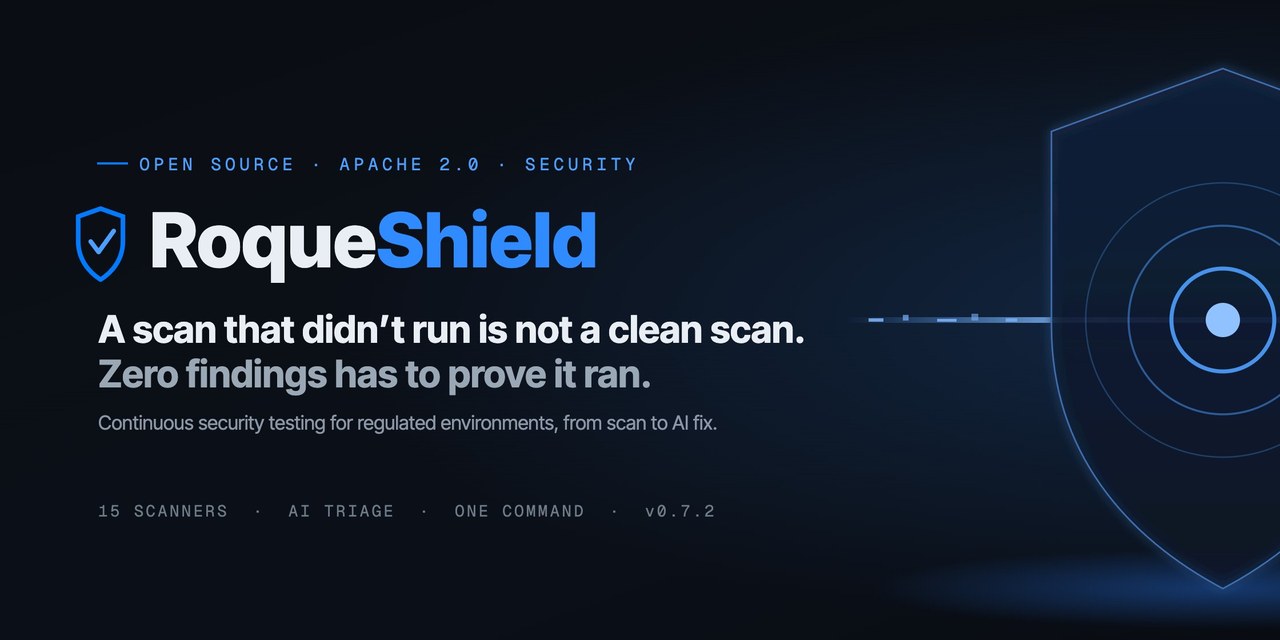 OPEN SOURCE · APACHE 2.0 · SECURITY
RoqueShield
A scan that didn’t run is not a clean scan.
Zero findings has to prove it ran.
Continuous security testing for regulated environments, from scan to AI fix.
15 SCANNERS · AI TRIAGE · ONE COMMAND · v0.7.2